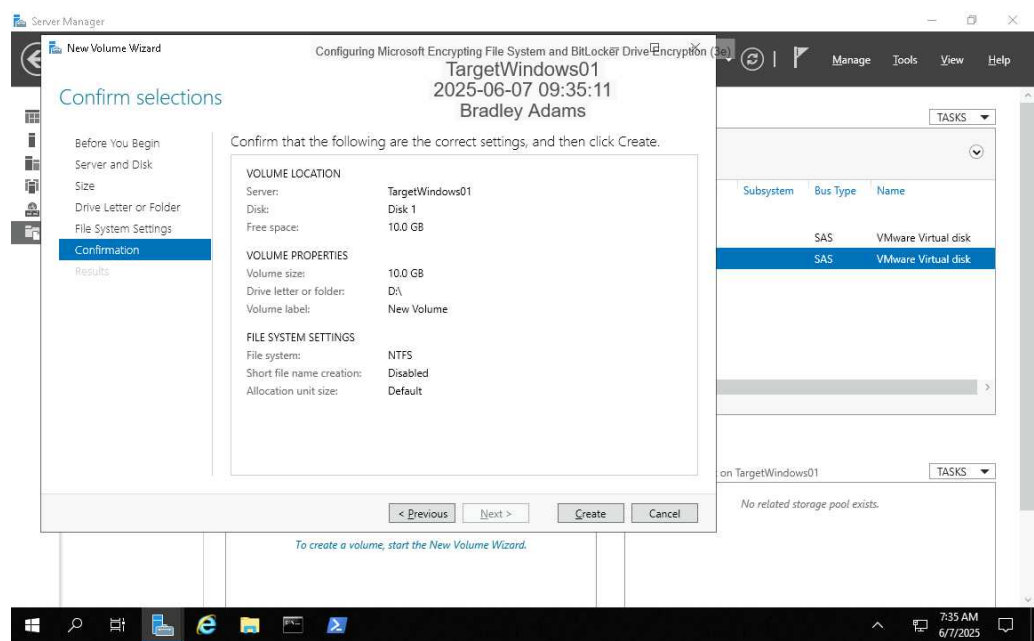 Server Manager
New Volume Wizard
Configuring Microsoft Encrypting File System and BitLocker Drive Encryption (3e)
TargetWindows01
2025-06-07 09:35:11
Bradley Adams
Manage Tools View Help
Confirm selections
TASKS
Before You Begin
Server and Disk
Size
Drive Letter or Folder
File System Settings
Confirmation
Results
Confirm that the following are the correct settings, and then click Create.
VOLUME LOCATION
Server: TargetWindows01
Disk: Disk 1
Free space: 10.0 GB
VOLUME PROPERTIES
Volume size: 10.0 GB
Drive letter or folder: D:\
Volume label: New Volume
FILE SYSTEM SETTINGS
File system: NTFS
Short file name creation: Disabled
Allocation unit size: Default
< Previous Next > Create Cancel
Subsystem Bus Type Name
SAS VMware Virtual disk
SAS VMware Virtual disk
on TargetWindows01 TASKS
No related storage pool exists.
To create a volume, start the New Volume Wizard.
7:35 AM
6/7/2025